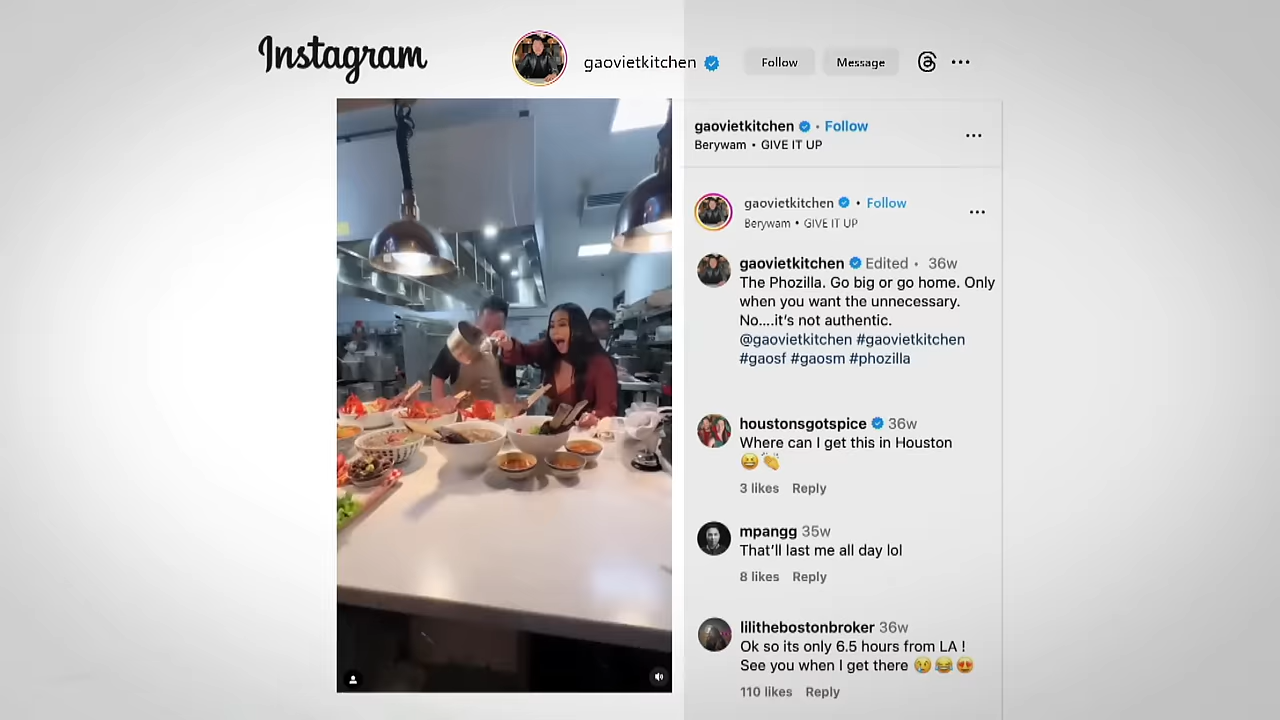 Instagram
gaovietkitchen
Follow
Message
gaovietkitchen • Follow
Berywam • GIVE IT UP
gaovietkitchen • Follow
Berywam • GIVE IT UP
gaovietkitchen Edited • 36w
The Phozilla. Go big or go home. Only
when you want the unnecessary.
No....it's not authentic.
@gaovietkitchen #gaovietkitchen
#gaosf #gaosm #phozilla
houstonsgotspice 36w
Where can I get this in Houston
😆👏
3 likes Reply
mpangg 35w
That'll last me all day lol
8 likes Reply
lilithebostonbroker 36w
Ok so its only 6.5 hours from LA !
See you when I get there 😢😂😍
110 likes Reply